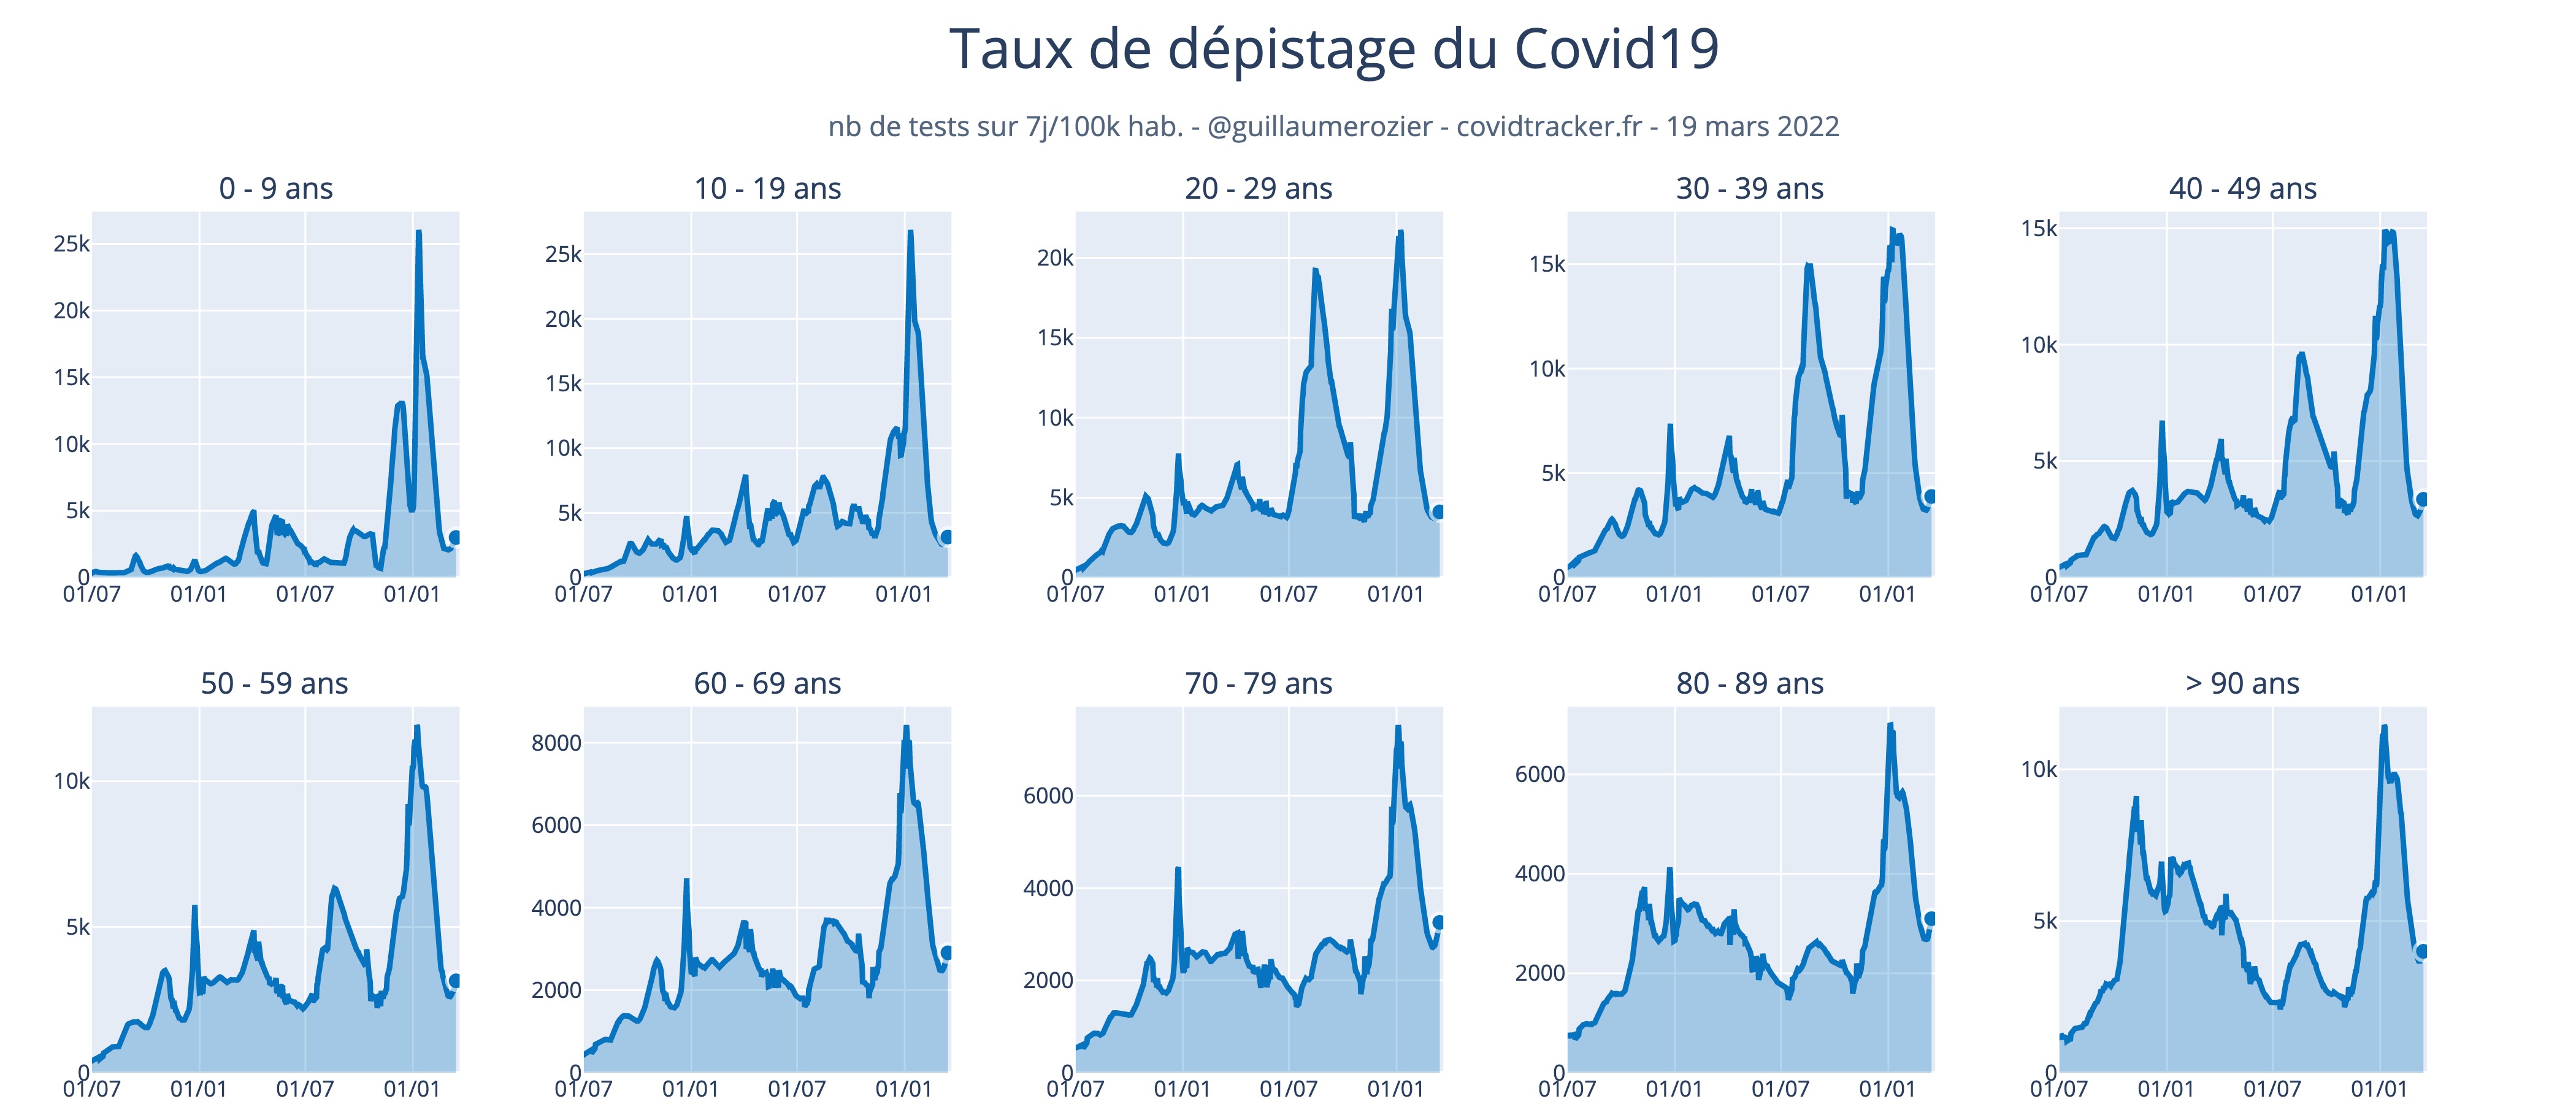 Taux de dépistage du Covid19
nb de tests sur 7j/100k hab. - @guillaumerozier - covidtracker.fr - 19 mars 2022
0 - 9 ans
25k
20k
15k
10k
5k
0
01/07 01/01 01/07 01/01
10 - 19 ans
25k
20k
15k
10k
5k
0
01/07 01/01 01/07 01/01
20 - 29 ans
20k
15k
10k
5k
0
01/07 01/01 01/07 01/01
30 - 39 ans
15k
10k
5k
0
01/07 01/01 01/07 01/01
40 - 49 ans
15k
10k
5k
0
01/07 01/01 01/07 01/01
50 - 59 ans
10k
5k
0
01/07 01/01 01/07 01/01
60 - 69 ans
8000
6000
4000
2000
0
01/07 01/01 01/07 01/01
70 - 79 ans
6000
4000
2000
0
01/07 01/01 01/07 01/01
80 - 89 ans
6000
4000
2000
0
01/07 01/01 01/07 01/01
> 90 ans
10k
5k
0
01/07 01/01 01/07 01/01